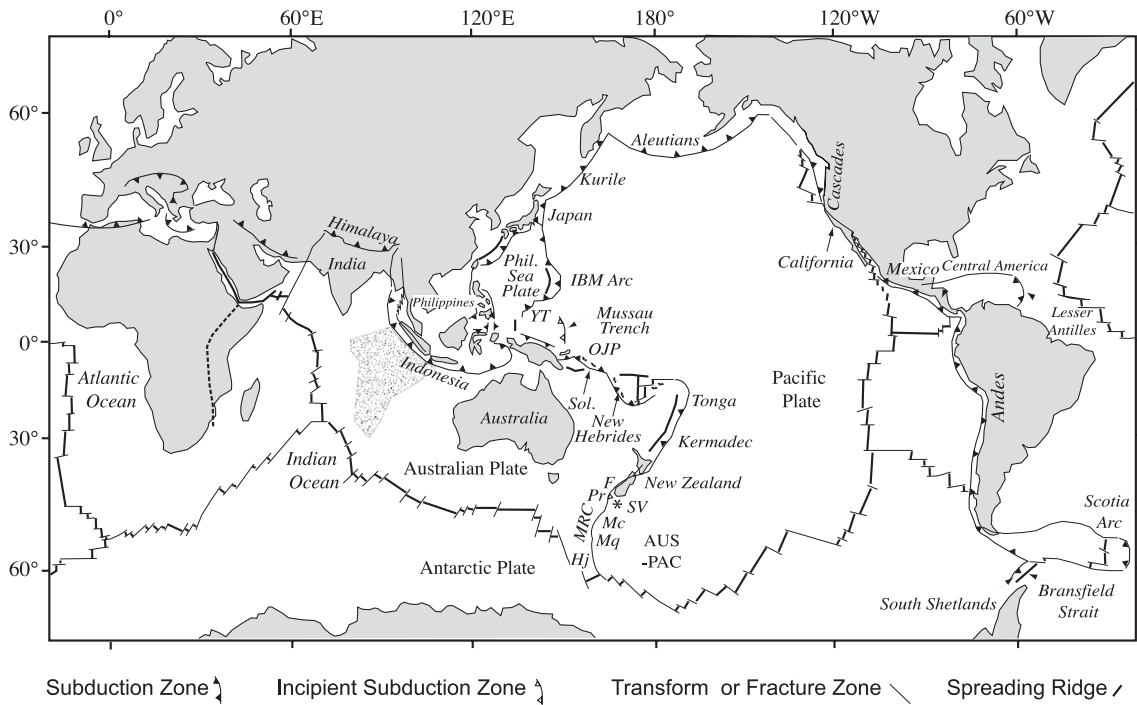 0° 60°E 120°E 180° 120°W 60°W
60°
30°
0°
30°
60°
Aleutians
Kurile
Japan
Cascades
Himalaya
India
Phil.
Sea
Plate
IBM Arc
California
Mexico
Central America
Philippines
YT
Mussau
Trench
Lesser
Antilles
OJP
Indonesia
Atlantic
Ocean
Sol.
New
Hebrides
Tonga
Pacific
Plate
Andes
Australia
Kermadec
Indian
Ocean
Australian Plate
New Zealand
F
Pr
* SV
MRC
Mc
Mq
AUS
-PAC
Hj
Scotia
Arc
Antarctic Plate
South Shetlands
Bransfield
Strait
Subduction Zone Incipient Subduction Zone Transform or Fracture Zone Spreading Ridge